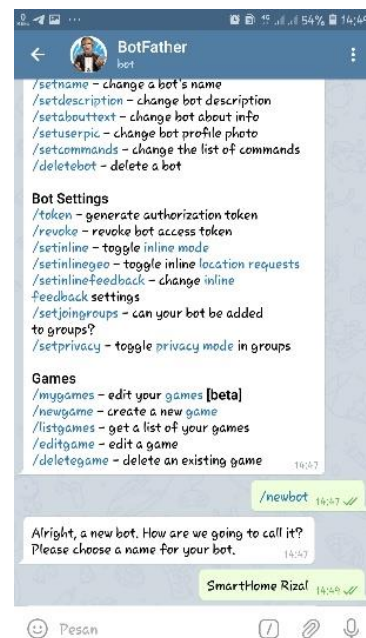 54% 14:49
BotFather
bot
/setname – change a bot's name
/setdescription – change bot description
/setabouttext – change bot about info
/setuserpic – change bot profile photo
/setcommands – change the list of commands
/deletebot – delete a bot
Bot Settings
/token – generate authorization token
/revoke – revoke bot access token
/setinline – toggle inline mode
/setinlinegeo – toggle inline location requests
/setinlinefeedback – change inline
feedback settings
/setjoingroups – can your bot be added
to groups?
/setprivacy – toggle privacy mode in groups
Games
/mygames – edit your games [beta]
/newgame – create a new game
/listgames – get a list of your games
/editgame – edit a game
/deletegame – delete an existing game
14:47
/newbot 14:47
Alright, a new bot. How are we going to call it?
Please choose a name for your bot.
14:47
SmartHome Rizal 14:49
Pesan